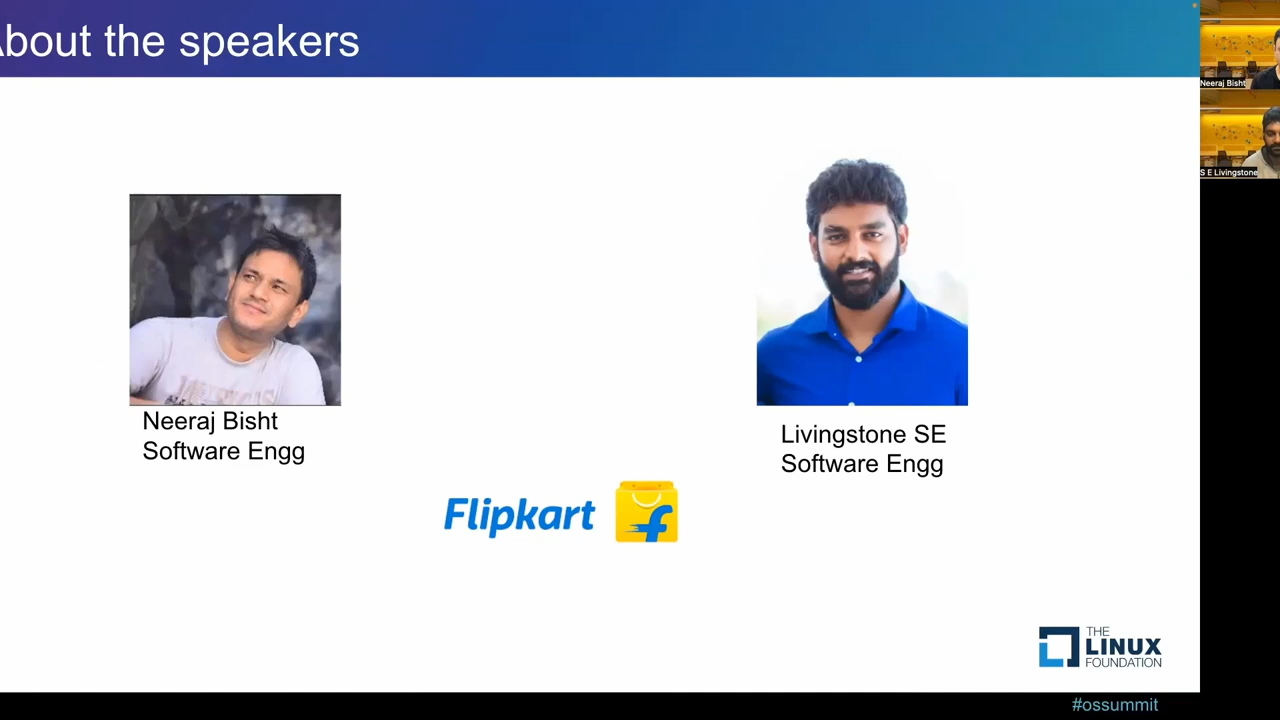 About the speakers
Neeraj Bisht
S E Livingstone
Neeraj Bisht
Software Engg
Livingstone SE
Software Engg
Flipkart
THE
LINUX
FOUNDATION
#ossummit